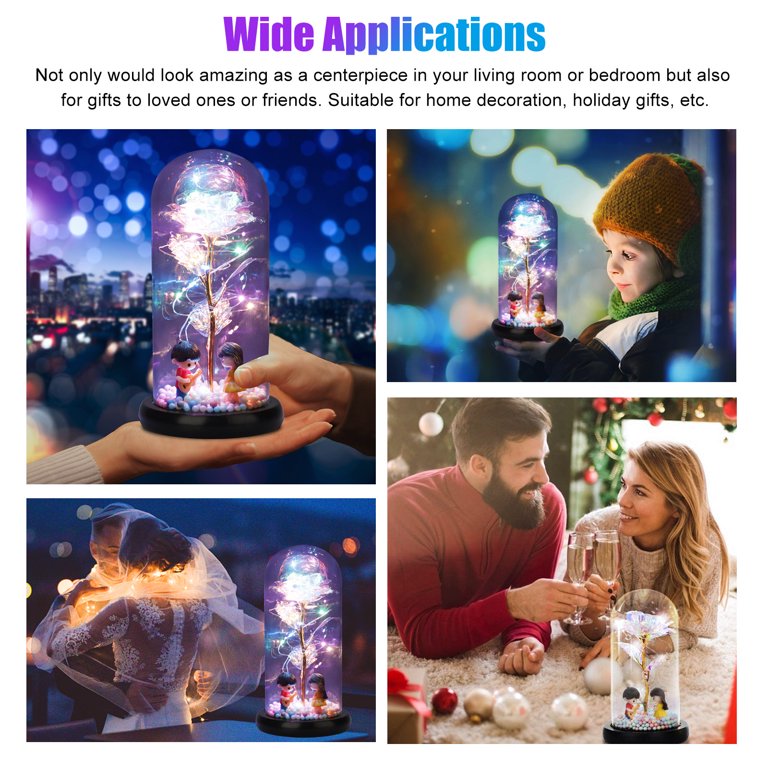 Wide Applications
Not only would look amazing as a centerpiece in your living room or bedroom but also
for gifts to loved ones or friends. Suitable for home decoration, holiday gifts, etc.